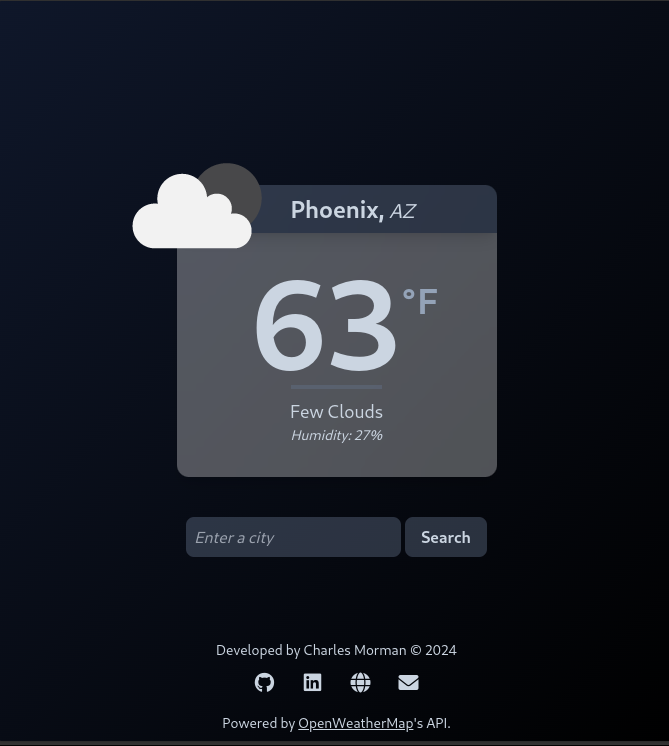 Phoenix, AZ
63 °F
Few Clouds
Humidity: 27%
Enter a city
Search
Developed by Charles Morman © 2024
Powered by OpenWeatherMap's API.